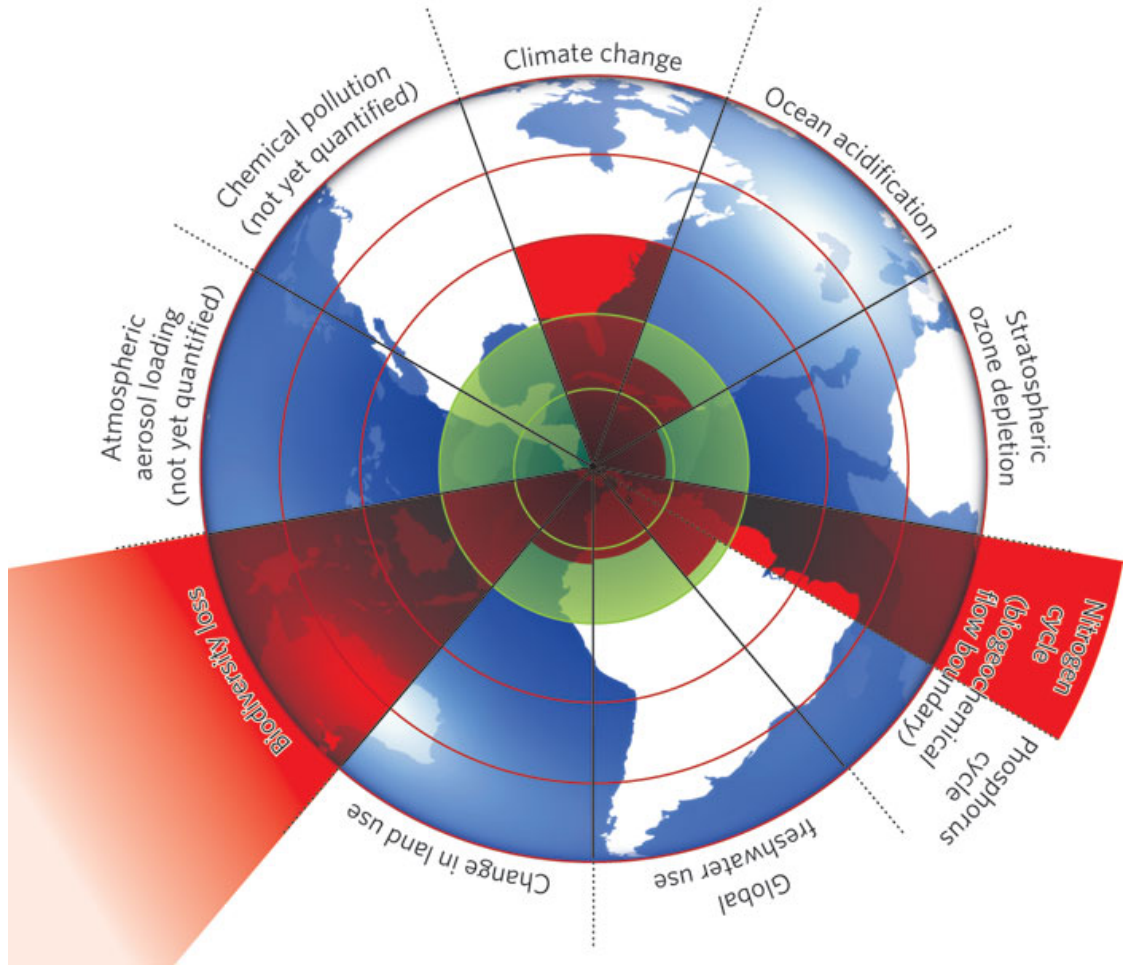 Climate change
Ocean acidification
Stratospheric
ozone depletion
Nitrogen
cycle
(biogeochemical
flow boundary)
Phosphorus
cycle
Global
freshwater use
Change in land use
Biodiversity loss
Atmospheric
aerosol loading
(not yet quantified)
Chemical pollution
(not yet quantified)